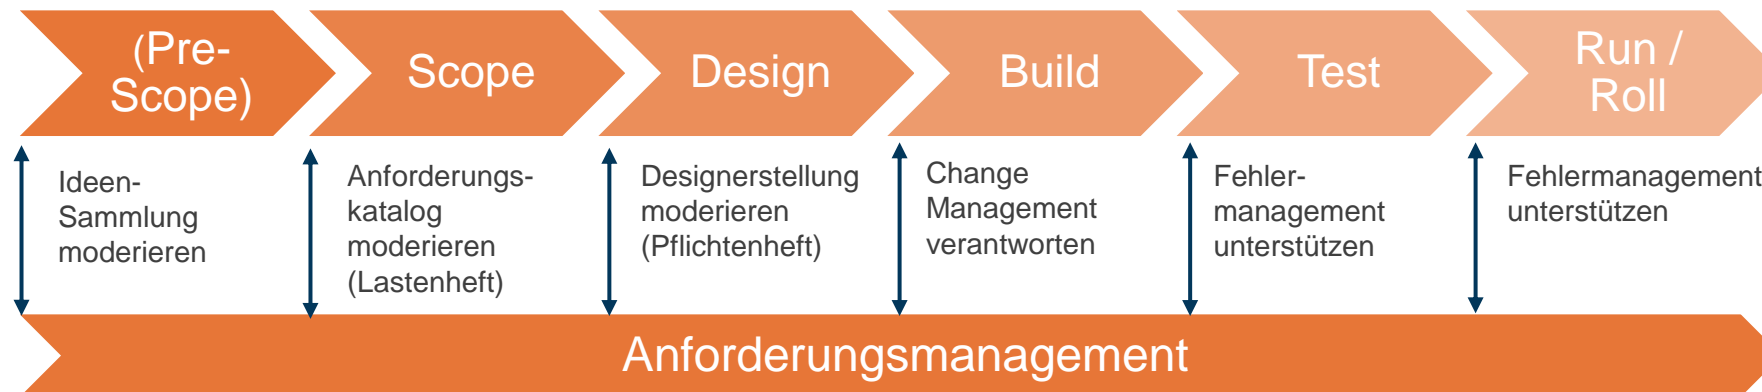 (Pre-
Scope)
Scope
Design
Build
Test
Run /
Roll
Ideen-
Sammlung
moderieren
Anforderungs-
katalog
moderieren
(Lastenheft)
Designerstellung
moderieren
(Pflichtenheft)
Change
Management
verantworten
Fehler-
management
unterstützen
Fehlermanagement
unterstützen
Anforderungsmanagement